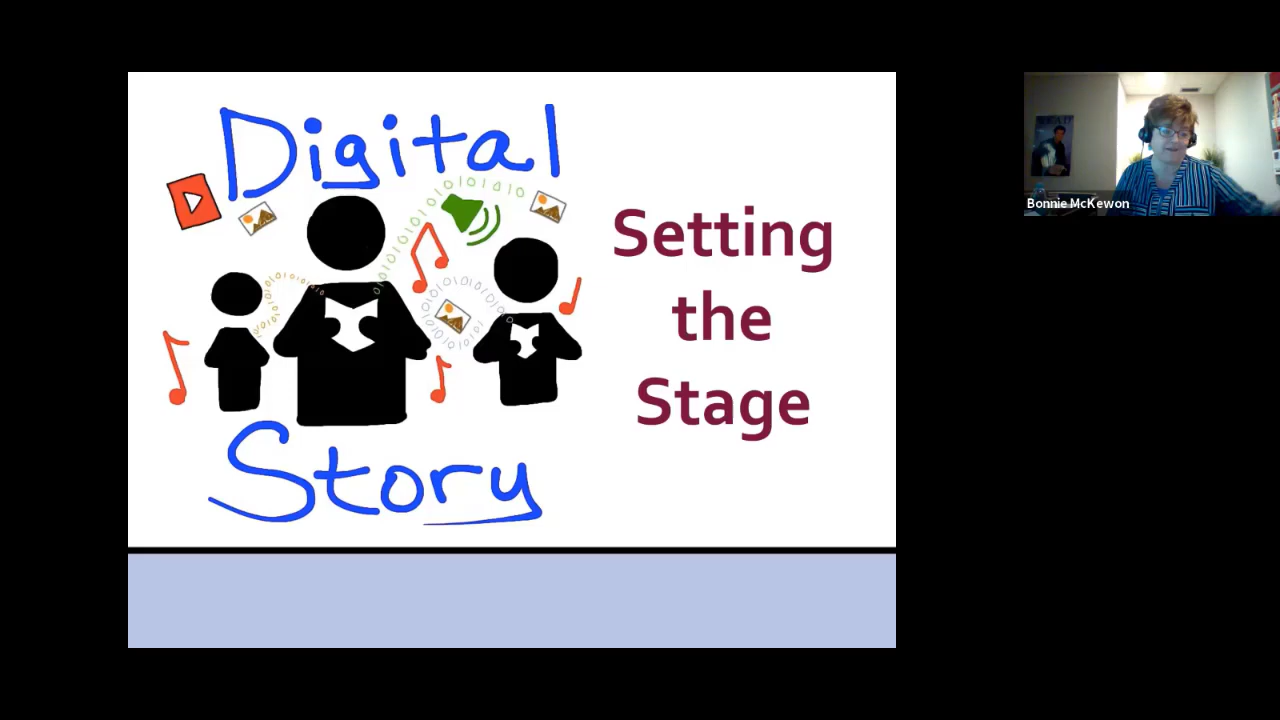 Digital
Story
Setting
the
Stage
Bonnie McKewon